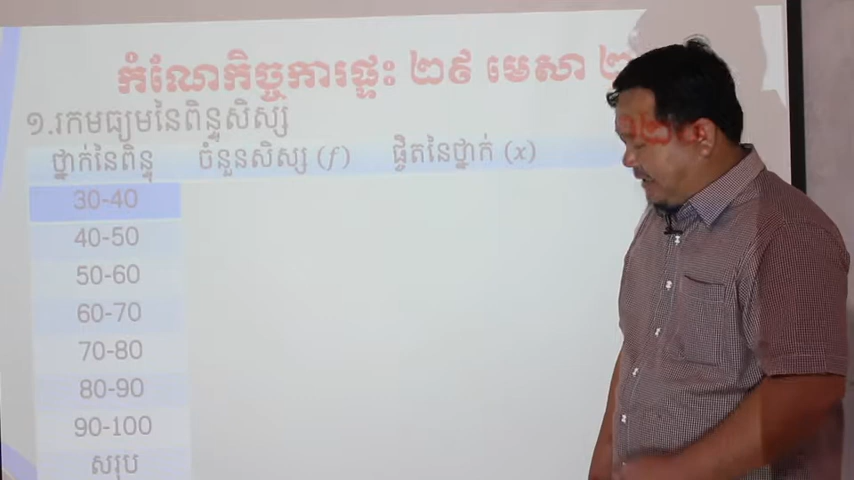 កំណែកិច្ចការផ្ទះ ២៩ មេសា ២
១.រកមធ្យមនៃពិន្ទុសិស្ស
ថ្នាក់នៃពិន្ទុ ចំនួនសិស្ស (f) ផ្ចិតនៃថ្នាក់ (x)
30-40
40-50
50-60
60-70
70-80
80-90
90-100
សរុប